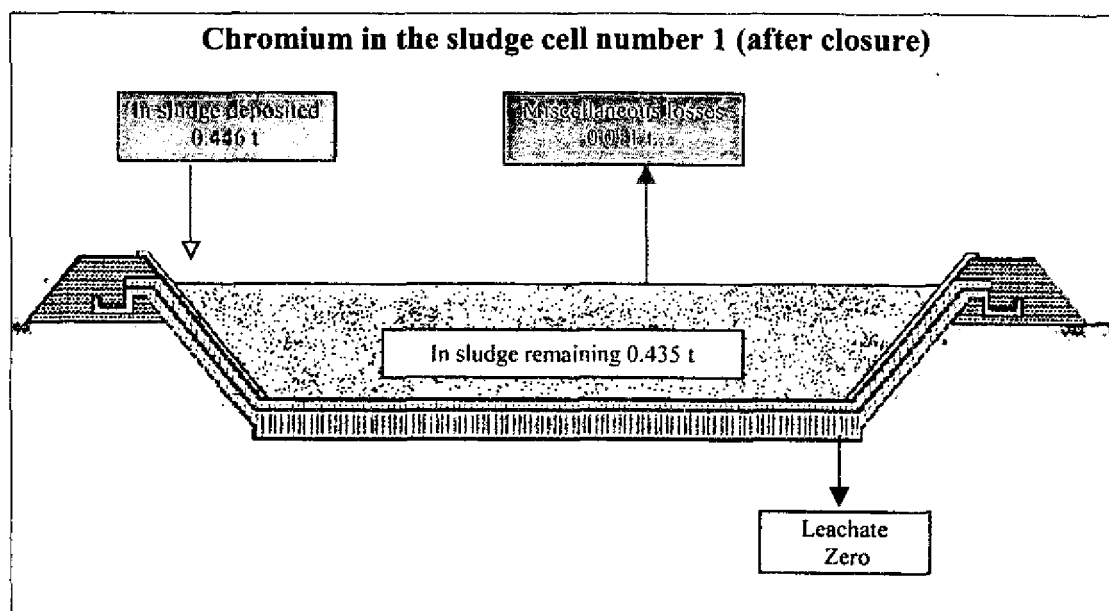 Chromium in the sludge cell number 1 (after closure)
In sludge deposited
0.446 t
Miscellaneous losses
In sludge remaining 0.435 t
Leachate
Zero